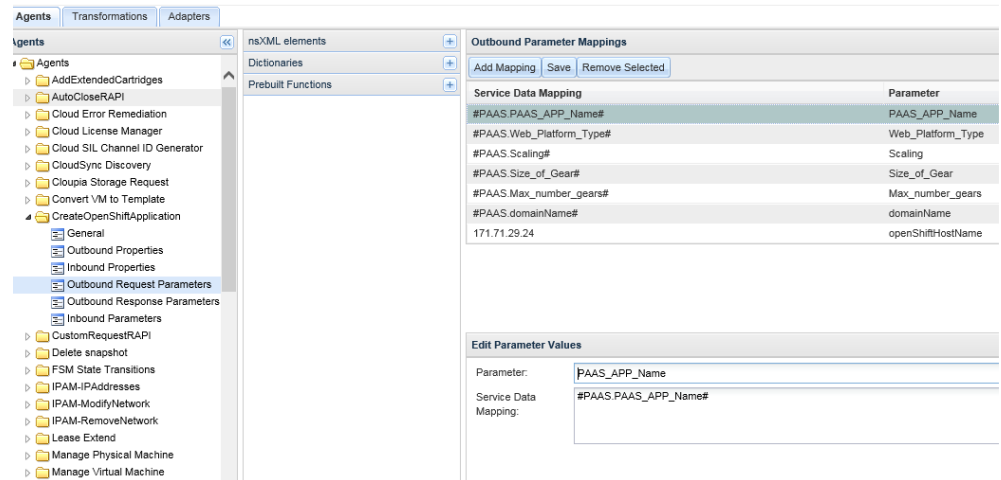 Agents Transformations Adapters
Agents
Agents
AddExtendedCartridges
AutoCloseRAPI
Cloud Error Remediation
Cloud License Manager
Cloud SIL Channel ID Generator
CloudSync Discovery
Cloupia Storage Request
Convert VM to Template
CreateOpenShiftApplication
General
Outbound Properties
Inbound Properties
Outbound Request Parameters
Outbound Response Parameters
Inbound Parameters
CustomRequestRAPI
Delete snapshot
FSM State Transitions
IPAM-IPAddresses
IPAM-ModifyNetwork
IPAM-RemoveNetwork
Lease Extend
Manage Physical Machine
Manage Virtual Machine
nsXML elements
Dictionaries
Prebuilt Functions
Outbound Parameter Mappings
Add Mapping Save Remove Selected
Service Data Mapping Parameter
#PAAS.PAAS_APP_Name# PAAS_APP_Name
#PAAS.Web_Platform_Type# Web_Platform_Type
#PAAS.Scaling# Scaling
#PAAS.Size_of_Gear# Size_of_Gear
#PAAS.Max_number_gears# Max_number_gears
#PAAS.domainName# domainName
171.71.29.24 openShiftHostName
Edit Parameter Values
Parameter: PAAS_APP_Name
Service Data #PAAS.PAAS_APP_Name#
Mapping: